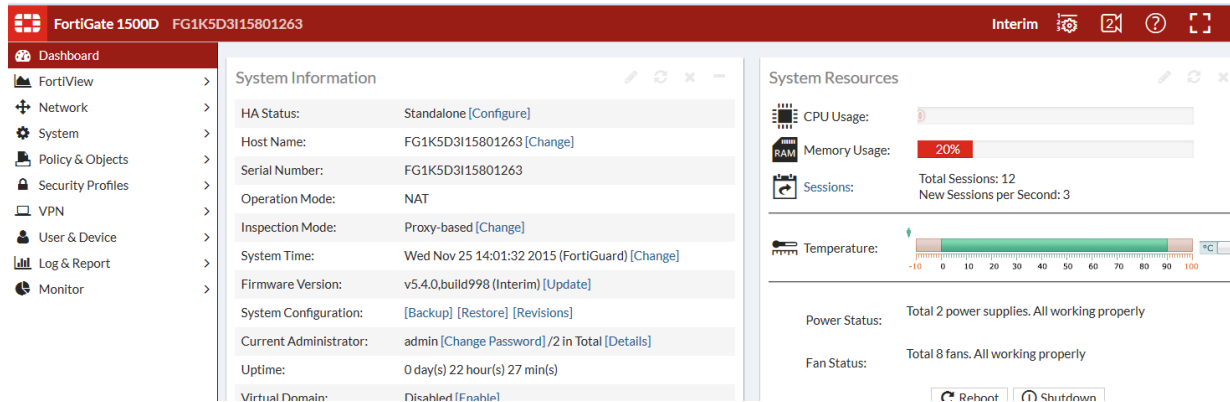 FortiGate 1500D FG1K5D3I15801263 Interim
Dashboard
FortiView
Network
System
Policy & Objects
Security Profiles
VPN
User & Device
Log & Report
Monitor
System Information
HA Status: Standalone [Configure]
Host Name: FG1K5D3I15801263 [Change]
Serial Number: FG1K5D3I15801263
Operation Mode: NAT
Inspection Mode: Proxy-based [Change]
System Time: Wed Nov 25 14:01:32 2015 (FortiGuard) [Change]
Firmware Version: v5.4.0,build998 (Interim) [Update]
System Configuration: [Backup] [Restore] [Revisions]
Current Administrator: admin [Change Password] /2 in Total [Details]
Uptime: 0 day(s) 22 hour(s) 27 min(s)
Virtual Domain: Disabled [Enable]
System Resources
CPU Usage:
RAM Memory Usage: 20%
Sessions: Total Sessions: 12
New Sessions per Second: 3
Temperature: °C
-10 0 10 20 30 40 50 60 70 80 90 100
Power Status: Total 2 power supplies. All working properly
Fan Status: Total 8 fans. All working properly
Reboot Shutdown